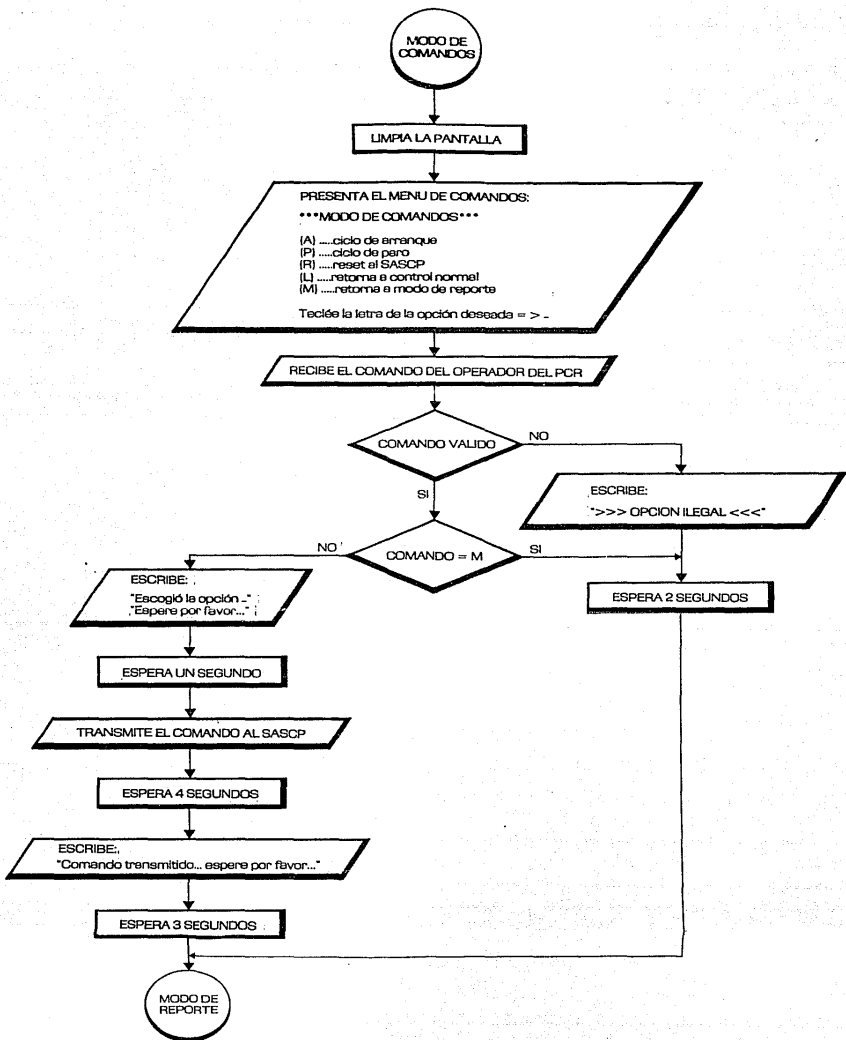 MODO DE
COMANDOS
LIMPIA LA PANTALLA
PRESENTA EL MENU DE COMANDOS:
***MODO DE COMANDOS***
(A) .....ciclo de arranque
(P) .....ciclo de paro
(R) .....reset al SASCP
(L) .....retorna a control normal
(M) .....retorna a modo de reporte
Teclée la letra de la opción deseada = > _
RECIBE EL COMANDO DEL OPERADOR DEL PCR
COMANDO VALIDO
NO
SI
ESCRIBE:
">>> OPCION ILEGAL <<<"
COMANDO = M
NO
SI
ESCRIBE:
"Escogió la opción _"
"Espere por favor..."
ESPERA 2 SEGUNDOS
ESPERA UN SEGUNDO
TRANSMITE EL COMANDO AL SASCP
ESPERA 4 SEGUNDOS
ESCRIBE:
"Comando transmitido... espere por favor..."
ESPERA 3 SEGUNDOS
MODO DE
REPORTE